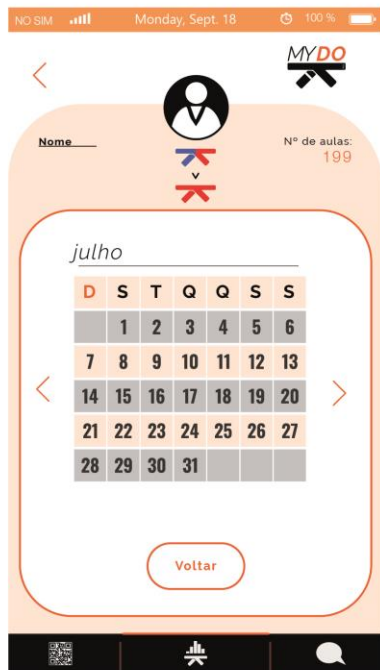 NO SIM Monday, Sept. 18 100 %
MYDO
Nome
Nº de aulas:
199
julho
D S T Q Q S S
1 2 3 4 5 6
7 8 9 10 11 12 13
14 15 16 17 18 19 20
21 22 23 24 25 26 27
28 29 30 31
Voltar